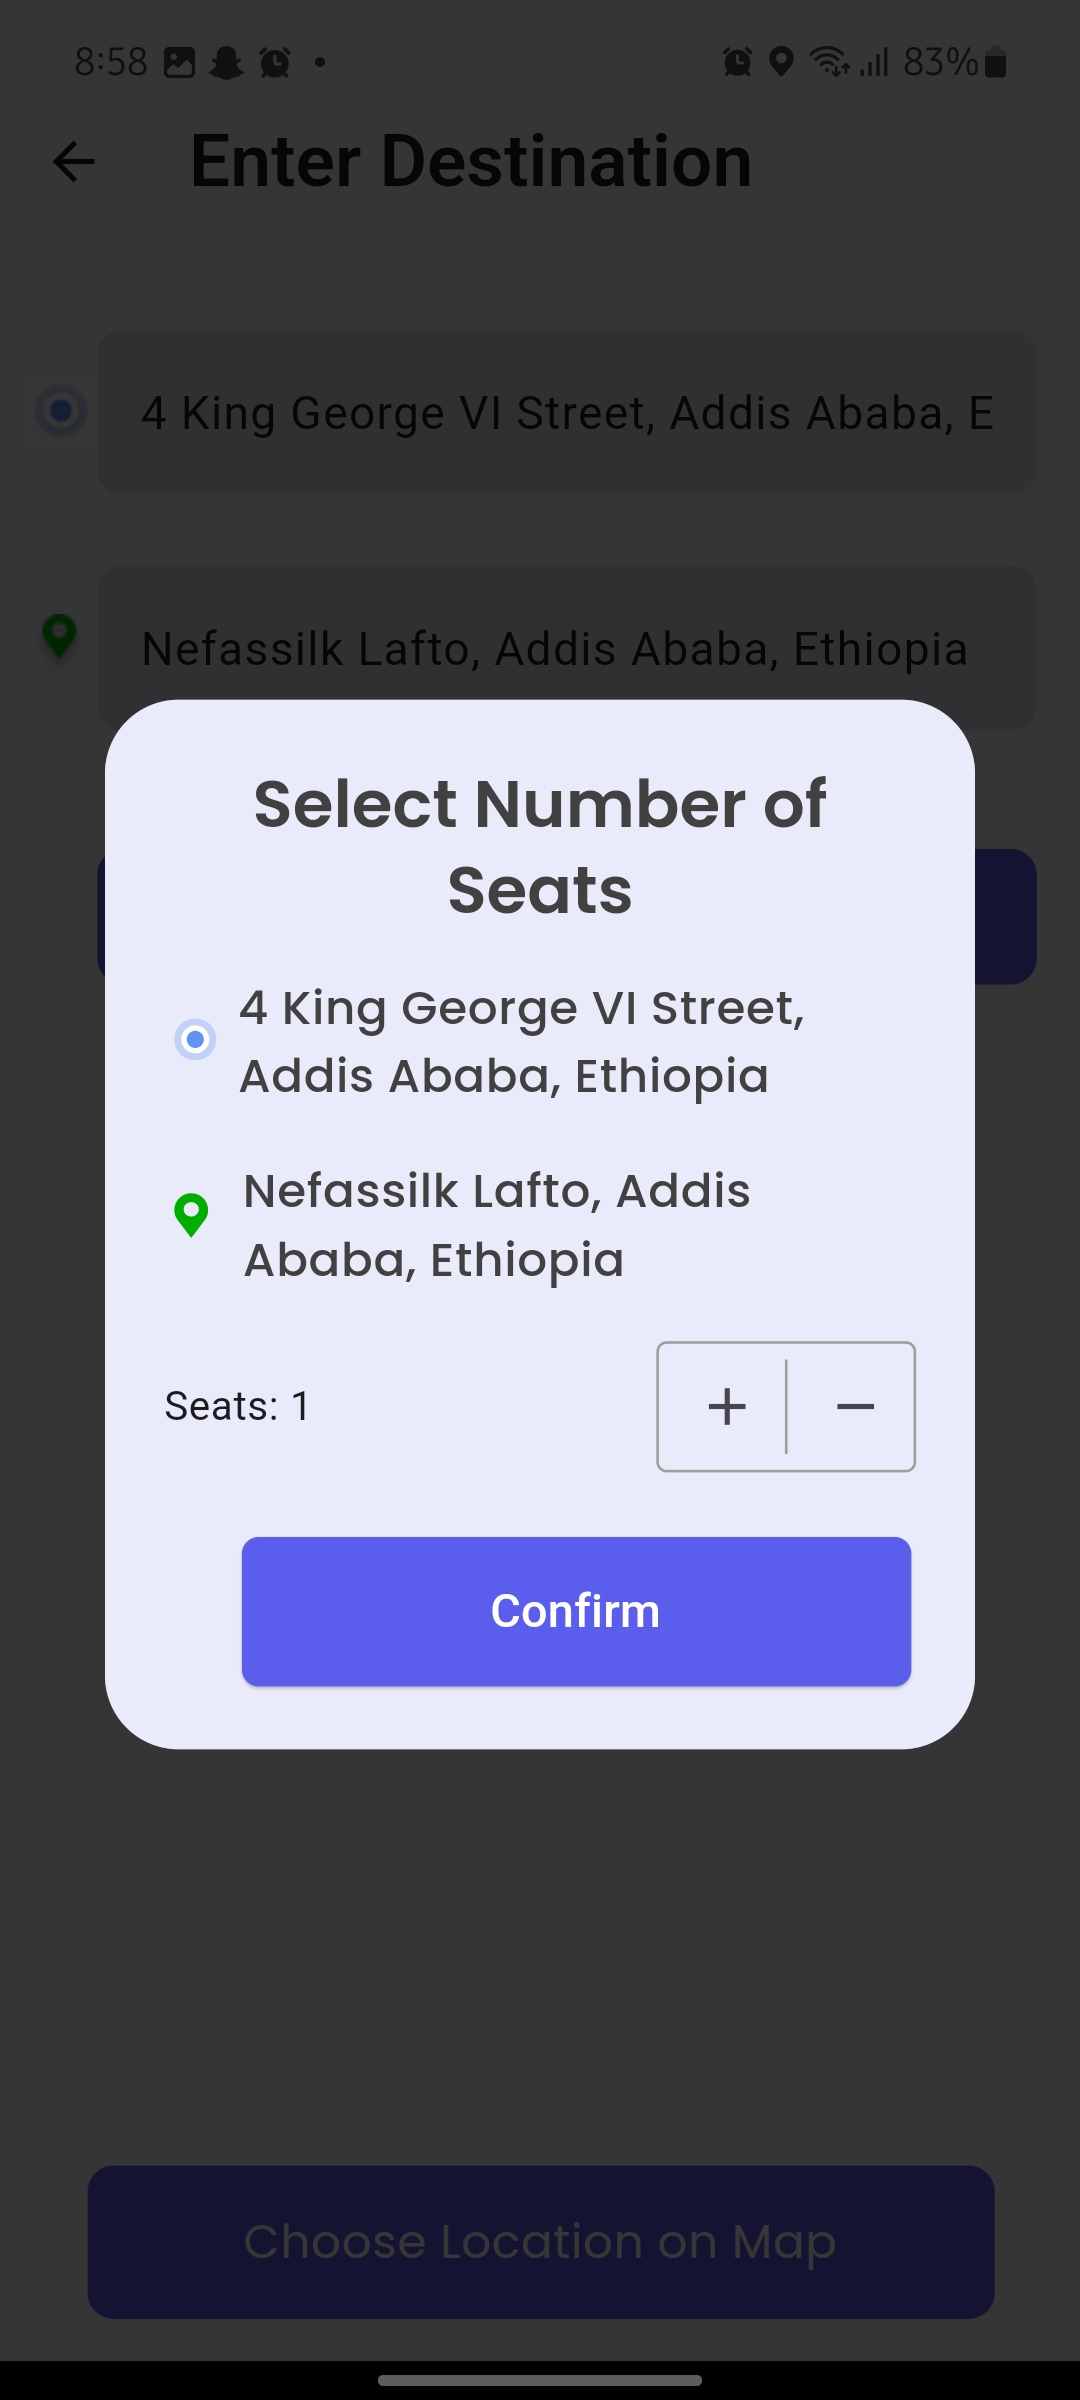 8:58
83%
Enter Destination
4 King George VI Street, Addis Ababa, E
Nefassilk Lafto, Addis Ababa, Ethiopia
Select Number of
Seats
4 King George VI Street,
Addis Ababa, Ethiopia
Nefassilk Lafto, Addis
Ababa, Ethiopia
Seats: 1
Confirm
Choose Location on Map